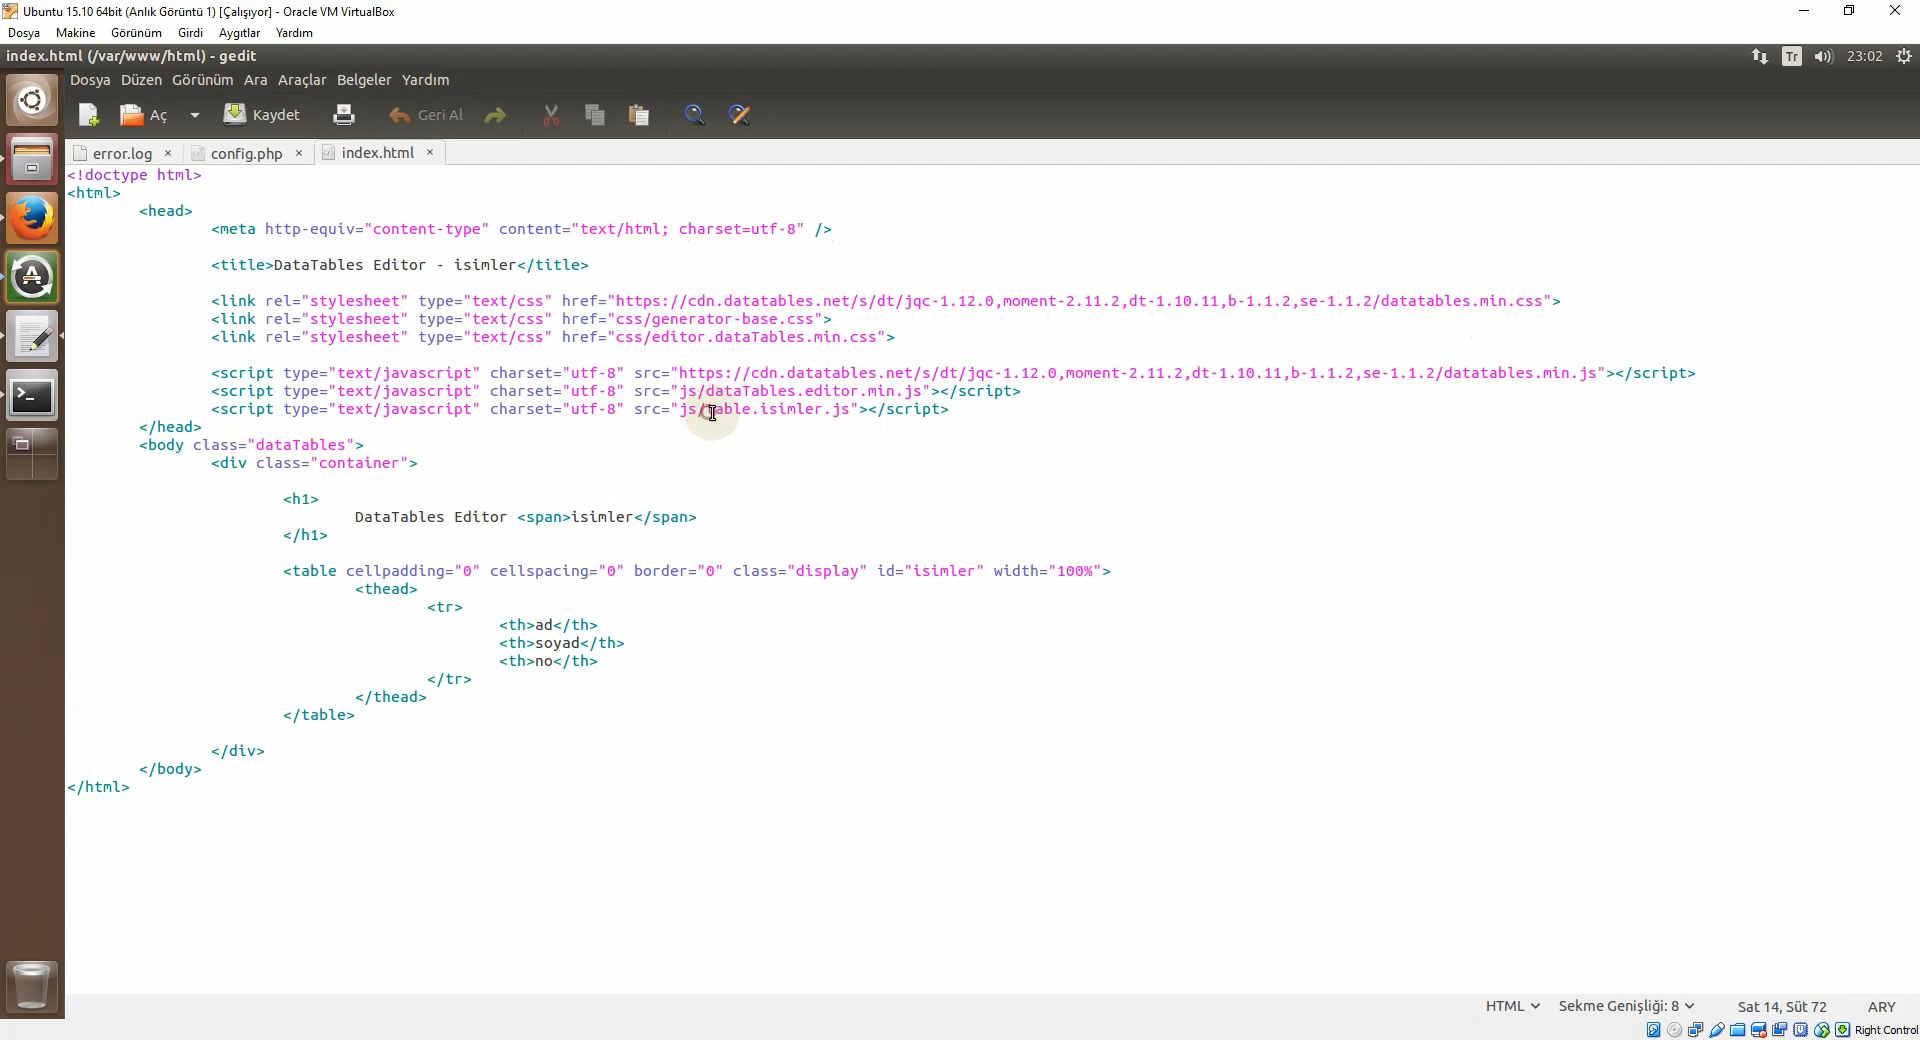 Ubuntu 15.10 64bit (Anlık Görüntü 1) [Çalışıyor] - Oracle VM VirtualBox
Dosya Makine Görünüm Girdi Aygıtlar Yardım
index.html (/var/www/html) - gedit
Tr 23:02
Dosya Düzen Görünüm Ara Araçlar Belgeler Yardım
Aç Kaydet Geri Al
error.log × config.php × index.html ×
<!doctype html>
<html>
<head>
<meta http-equiv="content-type" content="text/html; charset=utf-8" />
<title>DataTables Editor - isimler</title>
<link rel="stylesheet" type="text/css" href="https://cdn.datatables.net/s/dt/jqc-1.12.0,moment-2.11.2,dt-1.10.11,b-1.1.2,se-1.1.2/datatables.min.css">
<link rel="stylesheet" type="text/css" href="css/generator-base.css">
<link rel="stylesheet" type="text/css" href="css/editor.dataTables.min.css">
<script type="text/javascript" charset="utf-8" src="https://cdn.datatables.net/s/dt/jqc-1.12.0,moment-2.11.2,dt-1.10.11,b-1.1.2,se-1.1.2/datatables.min.js"></script>
<script type="text/javascript" charset="utf-8" src="js/dataTables.editor.min.js"></script>
<script type="text/javascript" charset="utf-8" src="js/table.isimler.js"></script>
</head>
<body class="dataTables">
<div class="container">
<h1>
DataTables Editor <span>isimler</span>
</h1>
<table cellpadding="0" cellspacing="0" border="0" class="display" id="isimler" width="100%">
<thead>
<tr>
<th>ad</th>
<th>soyad</th>
<th>no</th>
</tr>
</thead>
</table>
</div>
</body>
</html>
HTML Sekme Genişliği: 8 Sat 14, Süt 72 ARY
Right Control